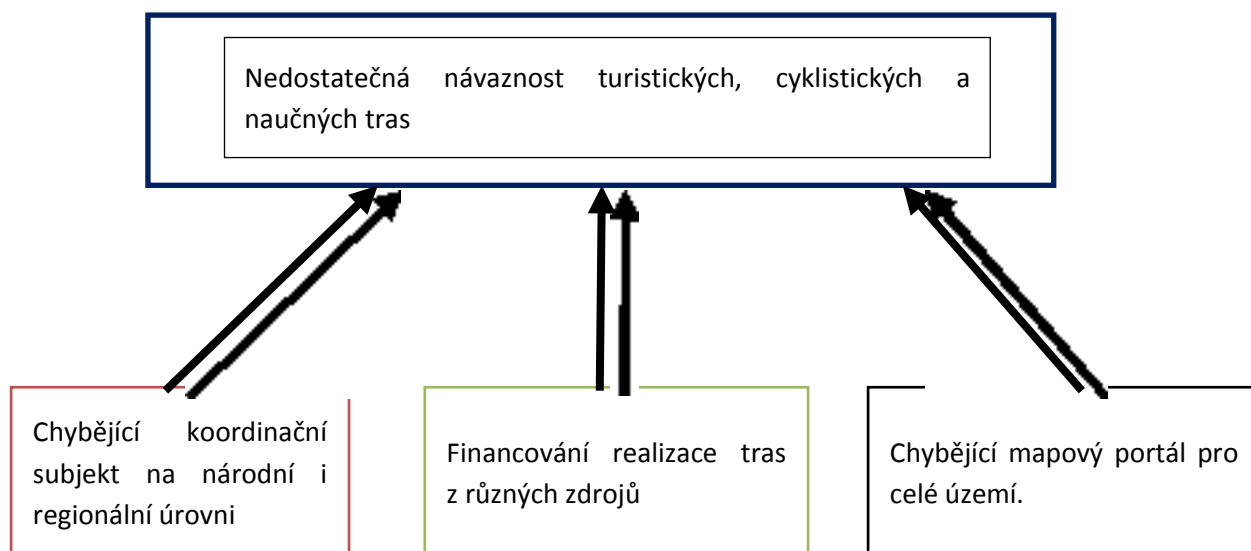 Nedostatečná návaznost turistických, cyklistických a
naučných tras
Chybějící koordinační
subjekt na národní i
regionální úrovni
Financování realizace tras
z různých zdrojů
Chybějící mapový portál pro
celé území.